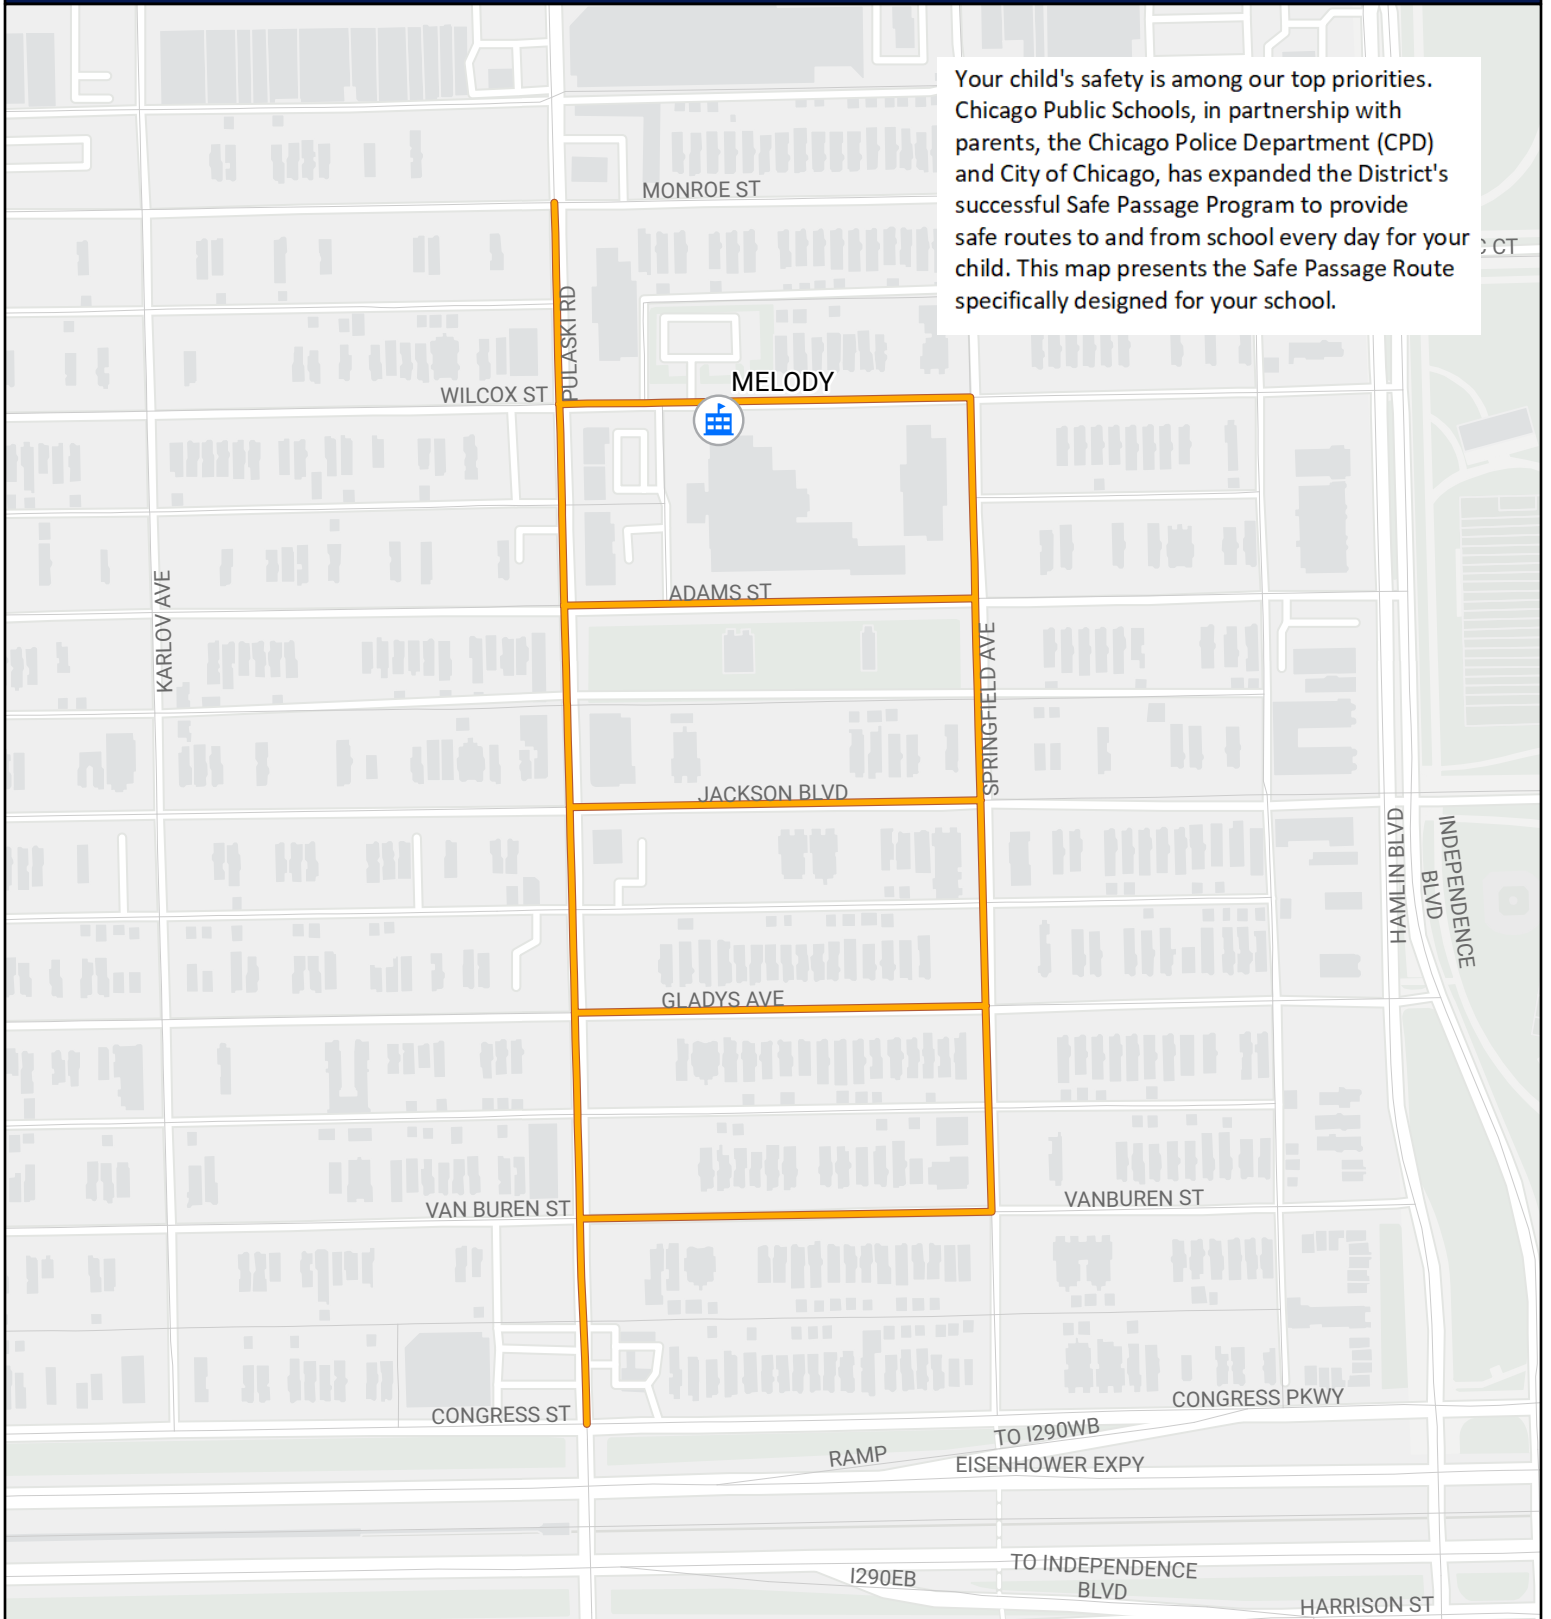 Your child's safety is among our top priorities.
Chicago Public Schools, in partnership with
parents, the Chicago Police Department (CPD)
and City of Chicago, has expanded the District's
successful Safe Passage Program to provide
safe routes to and from school every day for your
child. This map presents the Safe Passage Route
specifically designed for your school.
MONROE ST
C CT
PULASKI RD
MELODY
WILCOX ST
KARLOV AVE
ADAMS ST
SPRINGFIELD AVE
JACKSON BLVD
HAMLIN BLVD
INDEPENDENCE
BLVD
GLADYS AVE
VAN BUREN ST
VANBUREN ST
CONGRESS ST
CONGRESS PKWY
RAMP
TO I290WB
EISENHOWER EXPY
I290EB
TO INDEPENDENCE
BLVD
HARRISON ST